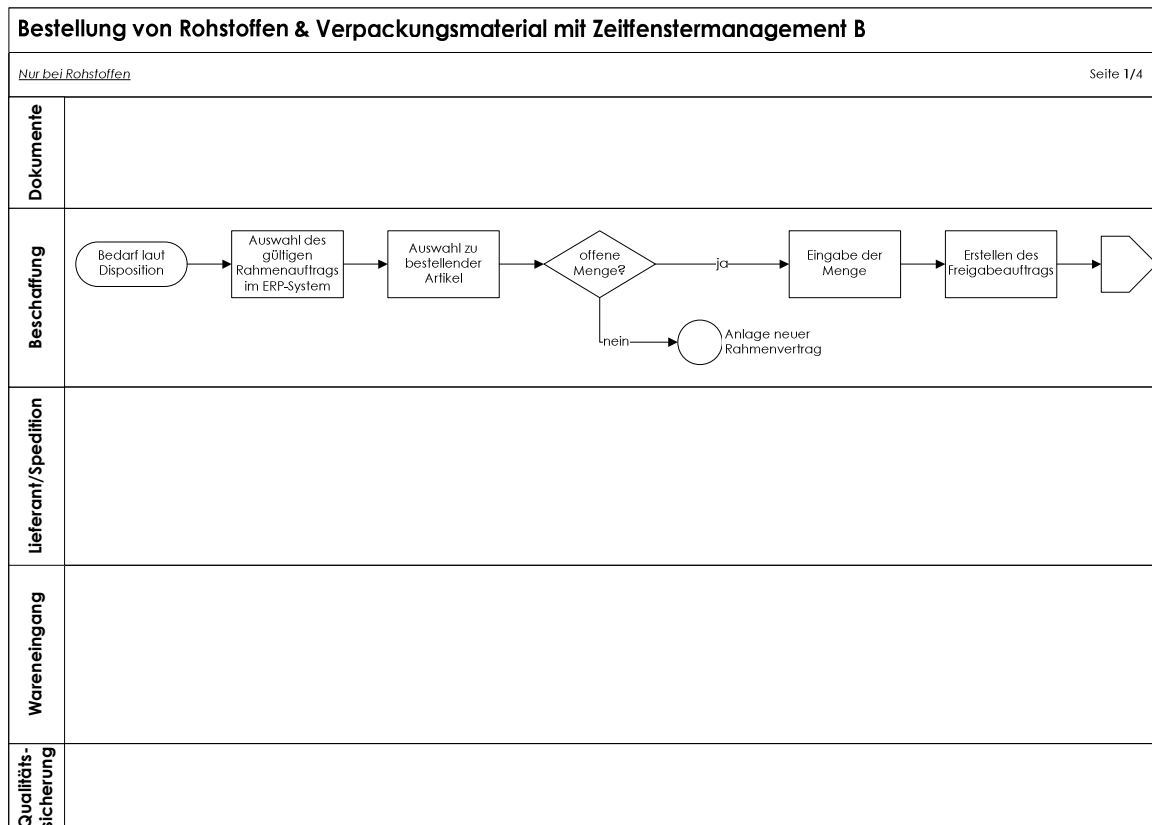 Bestellung von Rohstoffen & Verpackungsmaterial mit Zeitfenstermanagement B
Nur bei Rohstoffen
Seite 1/4
Dokumente
Beschaffung
Bedarf laut
Disposition
Auswahl des
gültigen
Rahmenauftrags
im ERP-System
Auswahl zu
bestellender
Artikel
offene
Menge?
ja
Eingabe der
Menge
Erstellen des
Freigabeauftrags
nein
Anlage neuer
Rahmenvertrag
Lieferant/Spedition
Wareneingang
Qualitäts-
sicherung